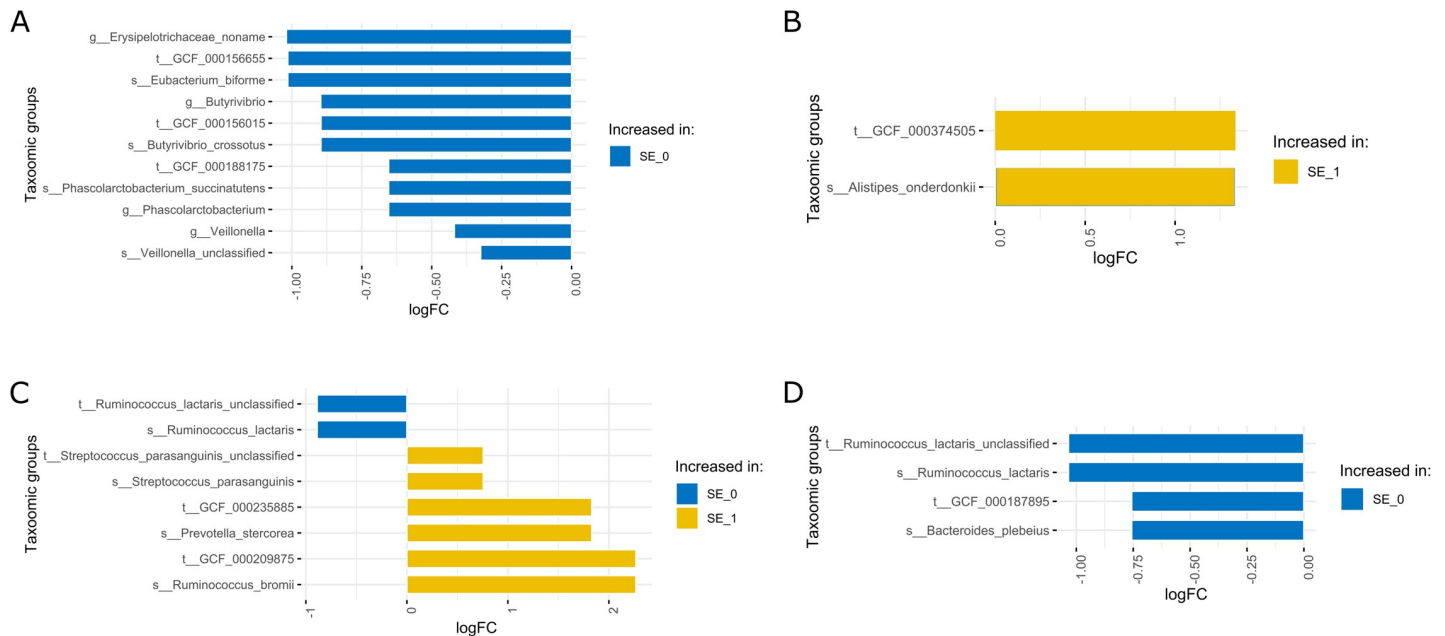 A
g__Erysipelotrichaceae_noname
t__GCF_000156655
s__Eubacterium_biforme
g__Butyrivibrio
t__GCF_000156015
s__Butyrivibrio_crossotus
t__GCF_000188175
s__Phascolarctobacterium_succinatutens
g__Phascolarctobacterium
g__Veillonella
s__Veillonella_unclassified
Taxoomic groups
-1.00
-0.75
-0.50
-0.25
0.00
logFC
Increased in:
SE_0
B
t__GCF_000374505
s__Alistipes_onderdonkii
Taxoomic groups
0.0
0.5
1.0
logFC
Increased in:
SE_1
C
t__Ruminococcus_lactaris_unclassified
s__Ruminococcus_lactaris
t__Streptococcus_parasanguinis_unclassified
s__Streptococcus_parasanguinis
t__GCF_000235885
s__Prevotella_stercorea
t__GCF_000209875
s__Ruminococcus_bromii
Taxoomic groups
-1
0
1
2
logFC
Increased in:
SE_0
SE_1
D
t__Ruminococcus_lactaris_unclassified
s__Ruminococcus_lactaris
t__GCF_000187895
s__Bacteroides_plebeius
Taxoomic groups
-1.00
-0.75
-0.50
-0.25
0.00
logFC
Increased in:
SE_0